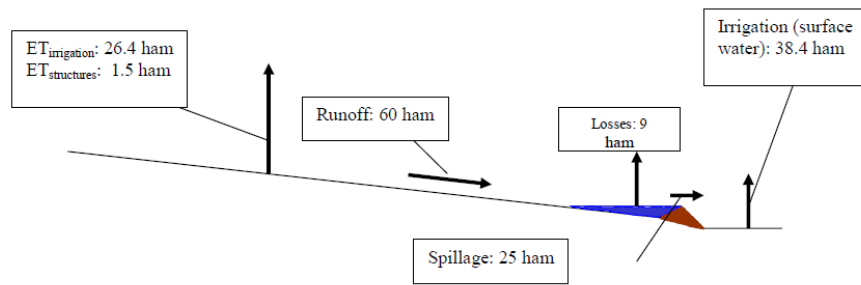 ETirrigation: 26.4 ham
ETstructures: 1.5 ham
Runoff: 60 ham
Losses: 9
ham
Irrigation (surface
water): 38.4 ham
Spillage: 25 ham